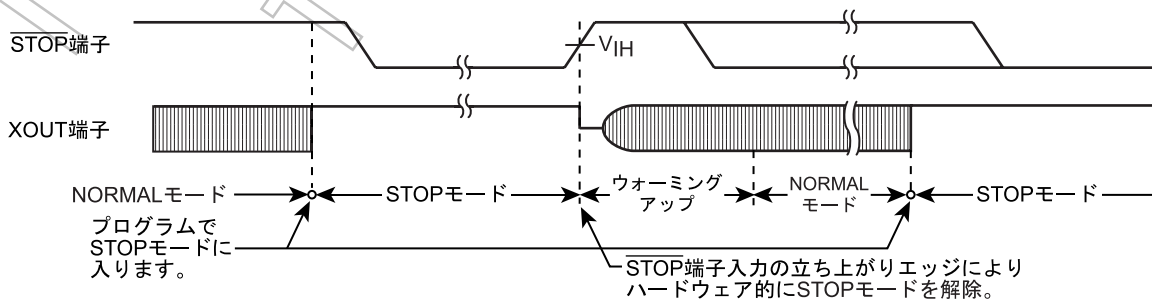 STOP端子
VIH
XOUT端子
NORMALモード
STOPモード
ウォーミング
アップ
NORMAL
モード
STOPモード
プログラムで
STOPモードに
入ります。
STOP端子入力の立ち上がりエッジにより
ハードウェア的にSTOPモードを解除。